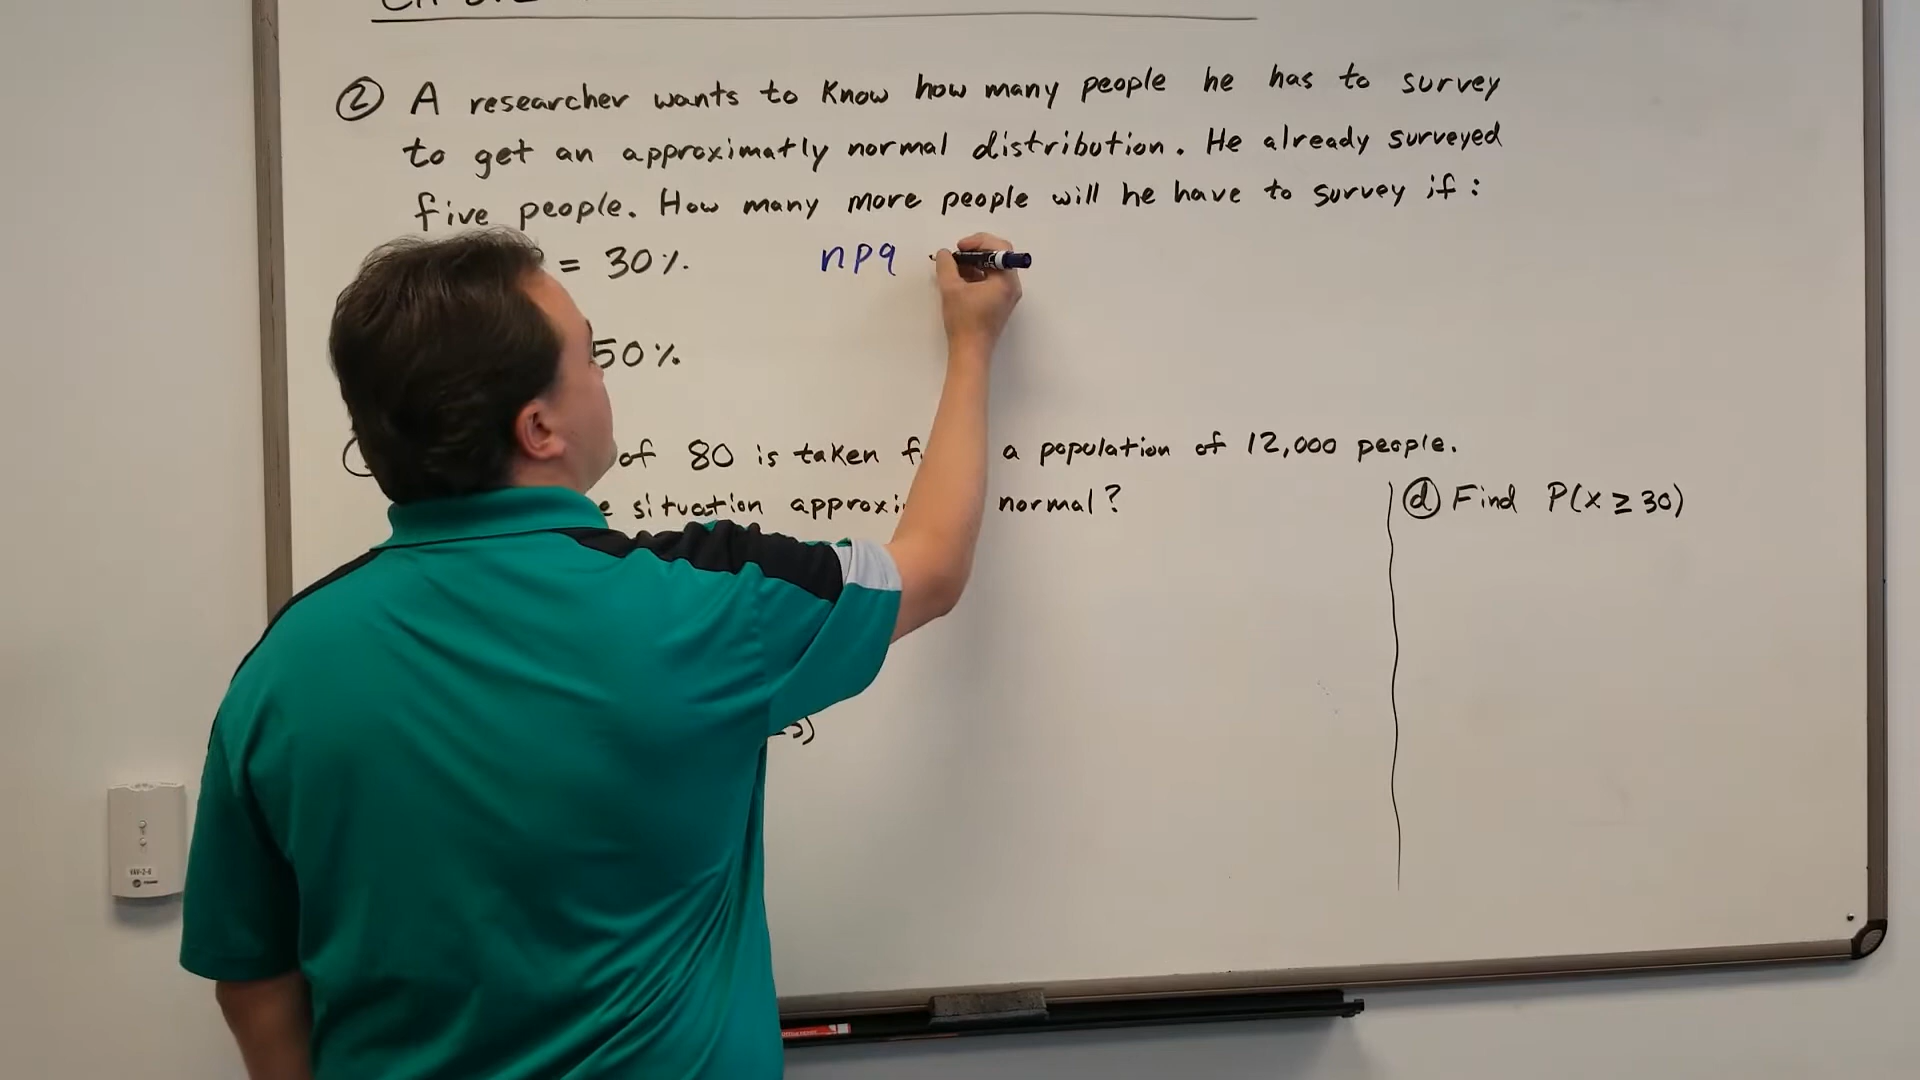 ② A researcher wants to know how many people he has to survey
to get an approximatly normal distribution. He already surveyed
five people. How many more people will he have to survey if:
= 30%. npq
50%
of 80 is taken a population of 12,000 people.
situation normal?
ⓓ Find P(x ≥ 30)